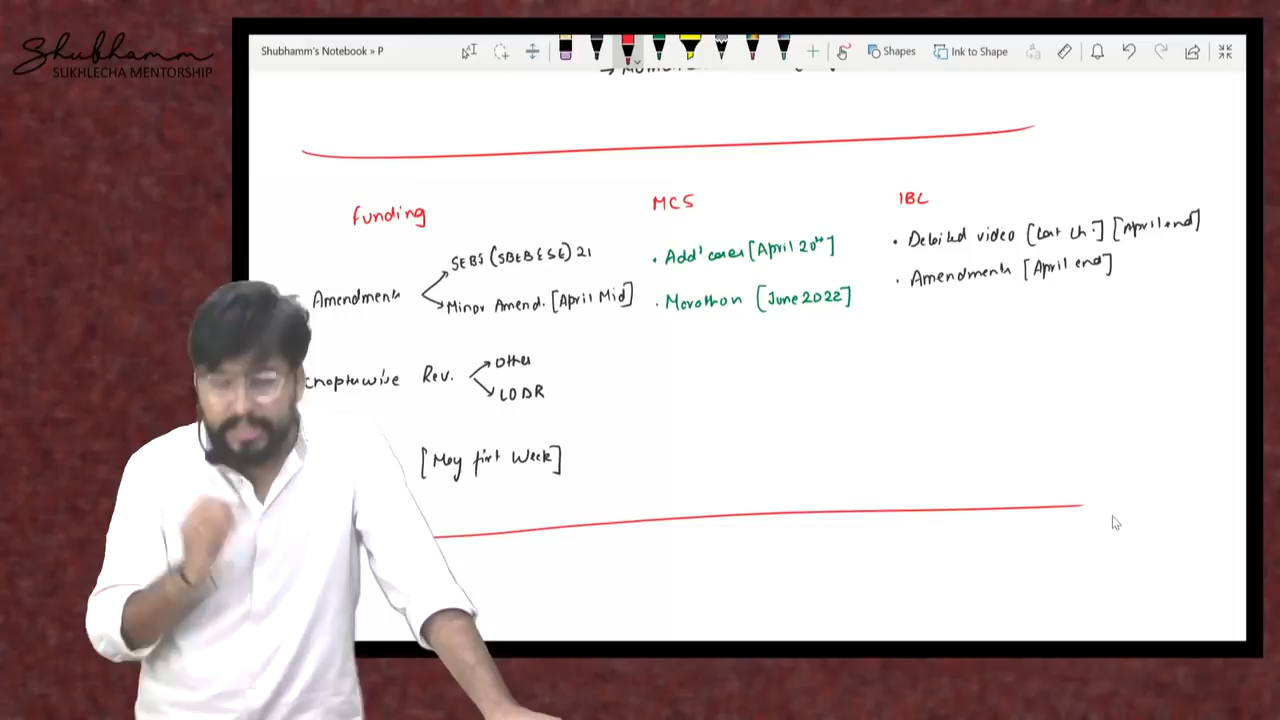 Shubhamm
SUKHLECHA MENTORSHIP
Shubhamm's Notebook » P
Shapes
Ink to Shape
Funding
MCS
IBC
SEBS (SBEB & SE) 21
Amendments
Minor Amend. [April Mid]
• Add' cases [April 20th]
• Marathon [June 2022]
• Detailed video [Last Ch:] [April end]
• Amendments [April end]
Chapterwise Rev.
Other
LODR
[May first Week]